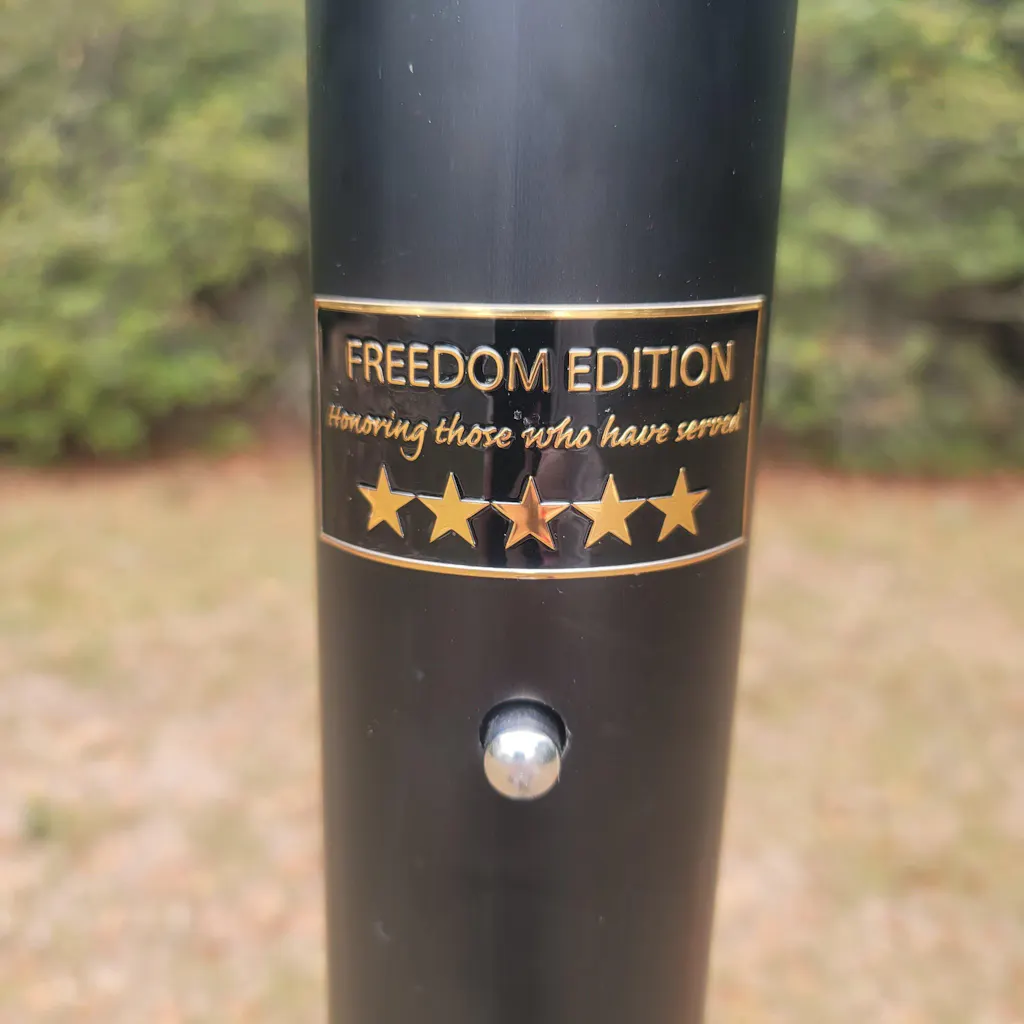 FREEDOM EDITION
Honoring those who have served